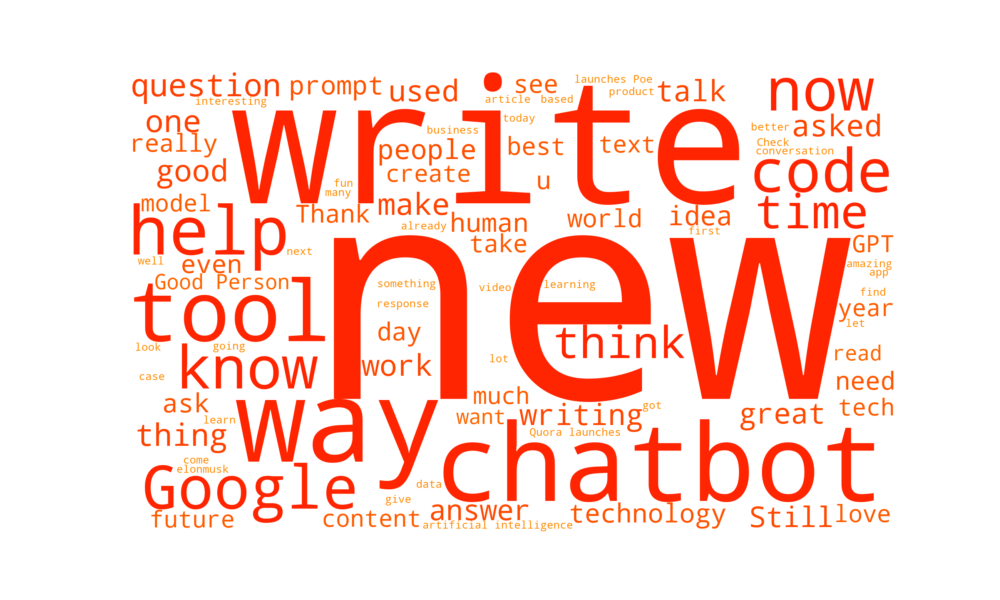 launches Poe
question
prompt
used
see
product
talk
now
interesting
write
article
based
one
today
better
asked
business
really
people
best
text
Check
conversation
good
create
code
fun
u
many
model
Thank
make
human
world
idea
time
help
already
take
first
new
GPT
next
well
even
amazing
Good Person
app
something
video
learning
find
tool
response
year
day
let
think
look
going
know
work
lot
read
case
need
ask
way
much
got
tech
want
writing
great
learn
thing
chatbot
Quora launches
come
elonmusk
Google
data
give
answer
future
content
artificial intelligence
technology
Still
love